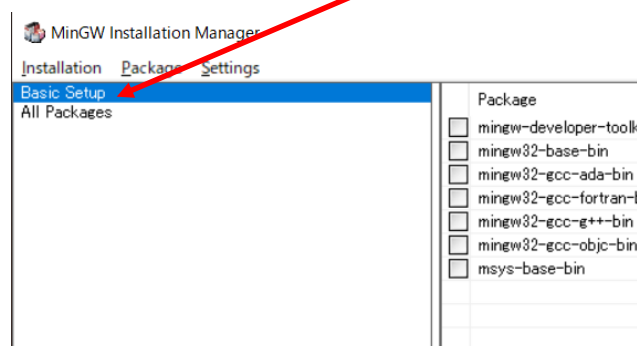 MinGW Installation Manager
Installation Package Settings
Basic Setup
All Packages
Package
mingw-developer-toolk
mingw32-base-bin
mingw32-gcc-ada-bin
mingw32-gcc-fortran-b
mingw32-gcc-g++-bin
mingw32-gcc-objc-bin
msys-base-bin